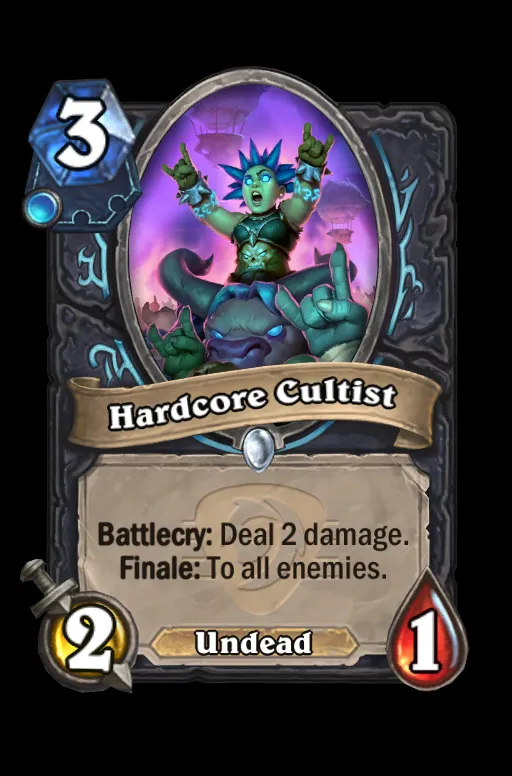 3
Hardcore Cultist
Battlecry: Deal 2 damage.
Finale: To all enemies.
2
Undead
1